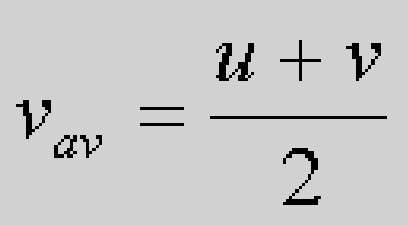 v_av = (u + v) / 2